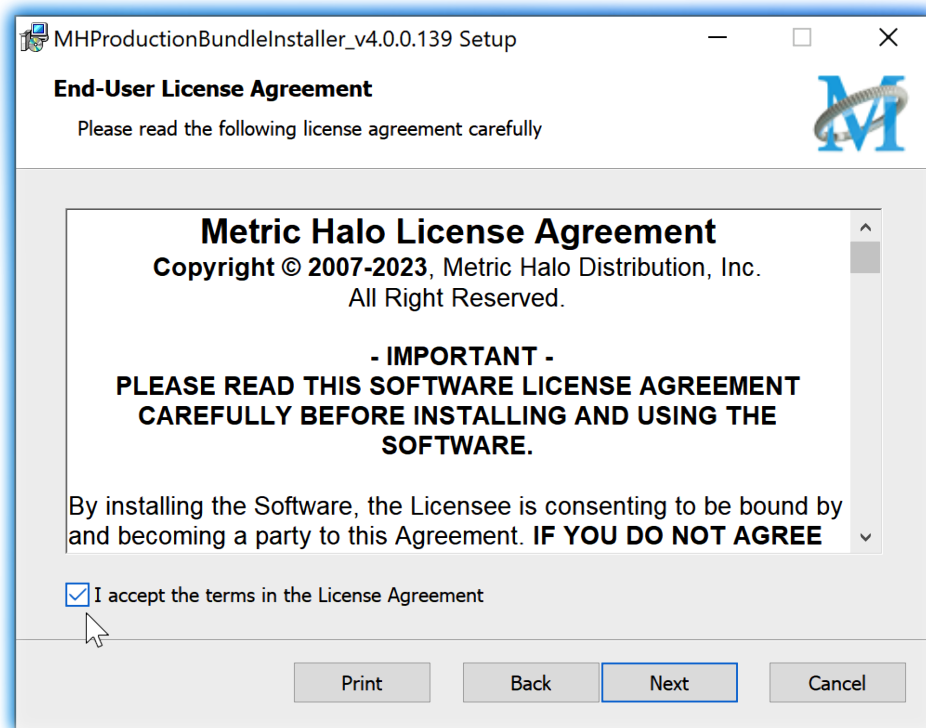 MHProductionBundleInstaller_v4.0.0.139 Setup
End-User License Agreement
Please read the following license agreement carefully
M
Metric Halo License Agreement
Copyright © 2007-2023, Metric Halo Distribution, Inc.
All Right Reserved.
- IMPORTANT -
PLEASE READ THIS SOFTWARE LICENSE AGREEMENT
CAREFULLY BEFORE INSTALLING AND USING THE
SOFTWARE.
By installing the Software, the Licensee is consenting to be bound by
and becoming a party to this Agreement. IF YOU DO NOT AGREE
I accept the terms in the License Agreement
Print Back Next Cancel